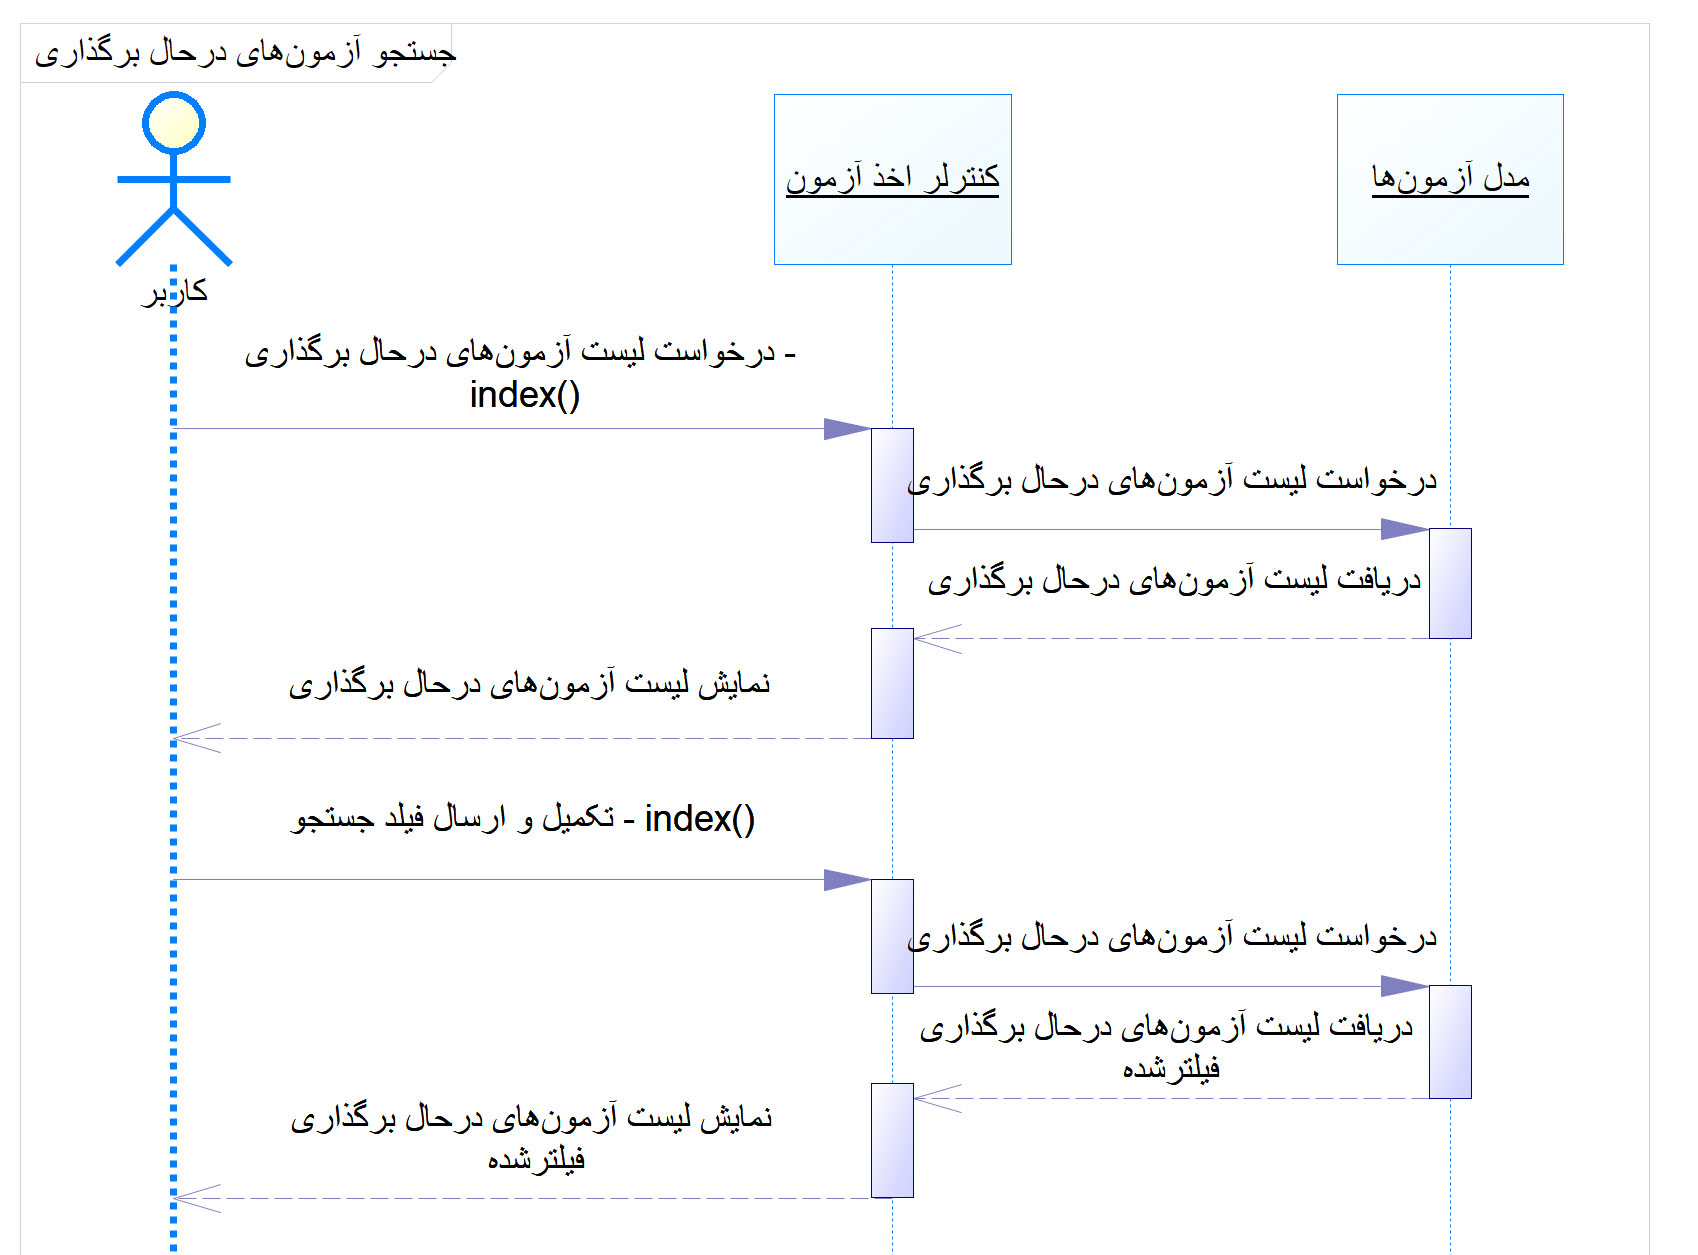 جستجو آزمون‌های درحال برگذاری
کنترلر اخذ آزمون
مدل آزمون‌ها
کاربر
درخواست لیست آزمون‌های درحال برگذاری -
index()
درخواست لیست آزمون‌های درحال برگذاری
دریافت لیست آزمون‌های درحال برگذاری
نمایش لیست آزمون‌های درحال برگذاری
index() - تکمیل و ارسال فیلد جستجو
درخواست لیست آزمون‌های درحال برگذاری
دریافت لیست آزمون‌های درحال برگذاری
فیلترشده
نمایش لیست آزمون‌های درحال برگذاری
فیلترشده